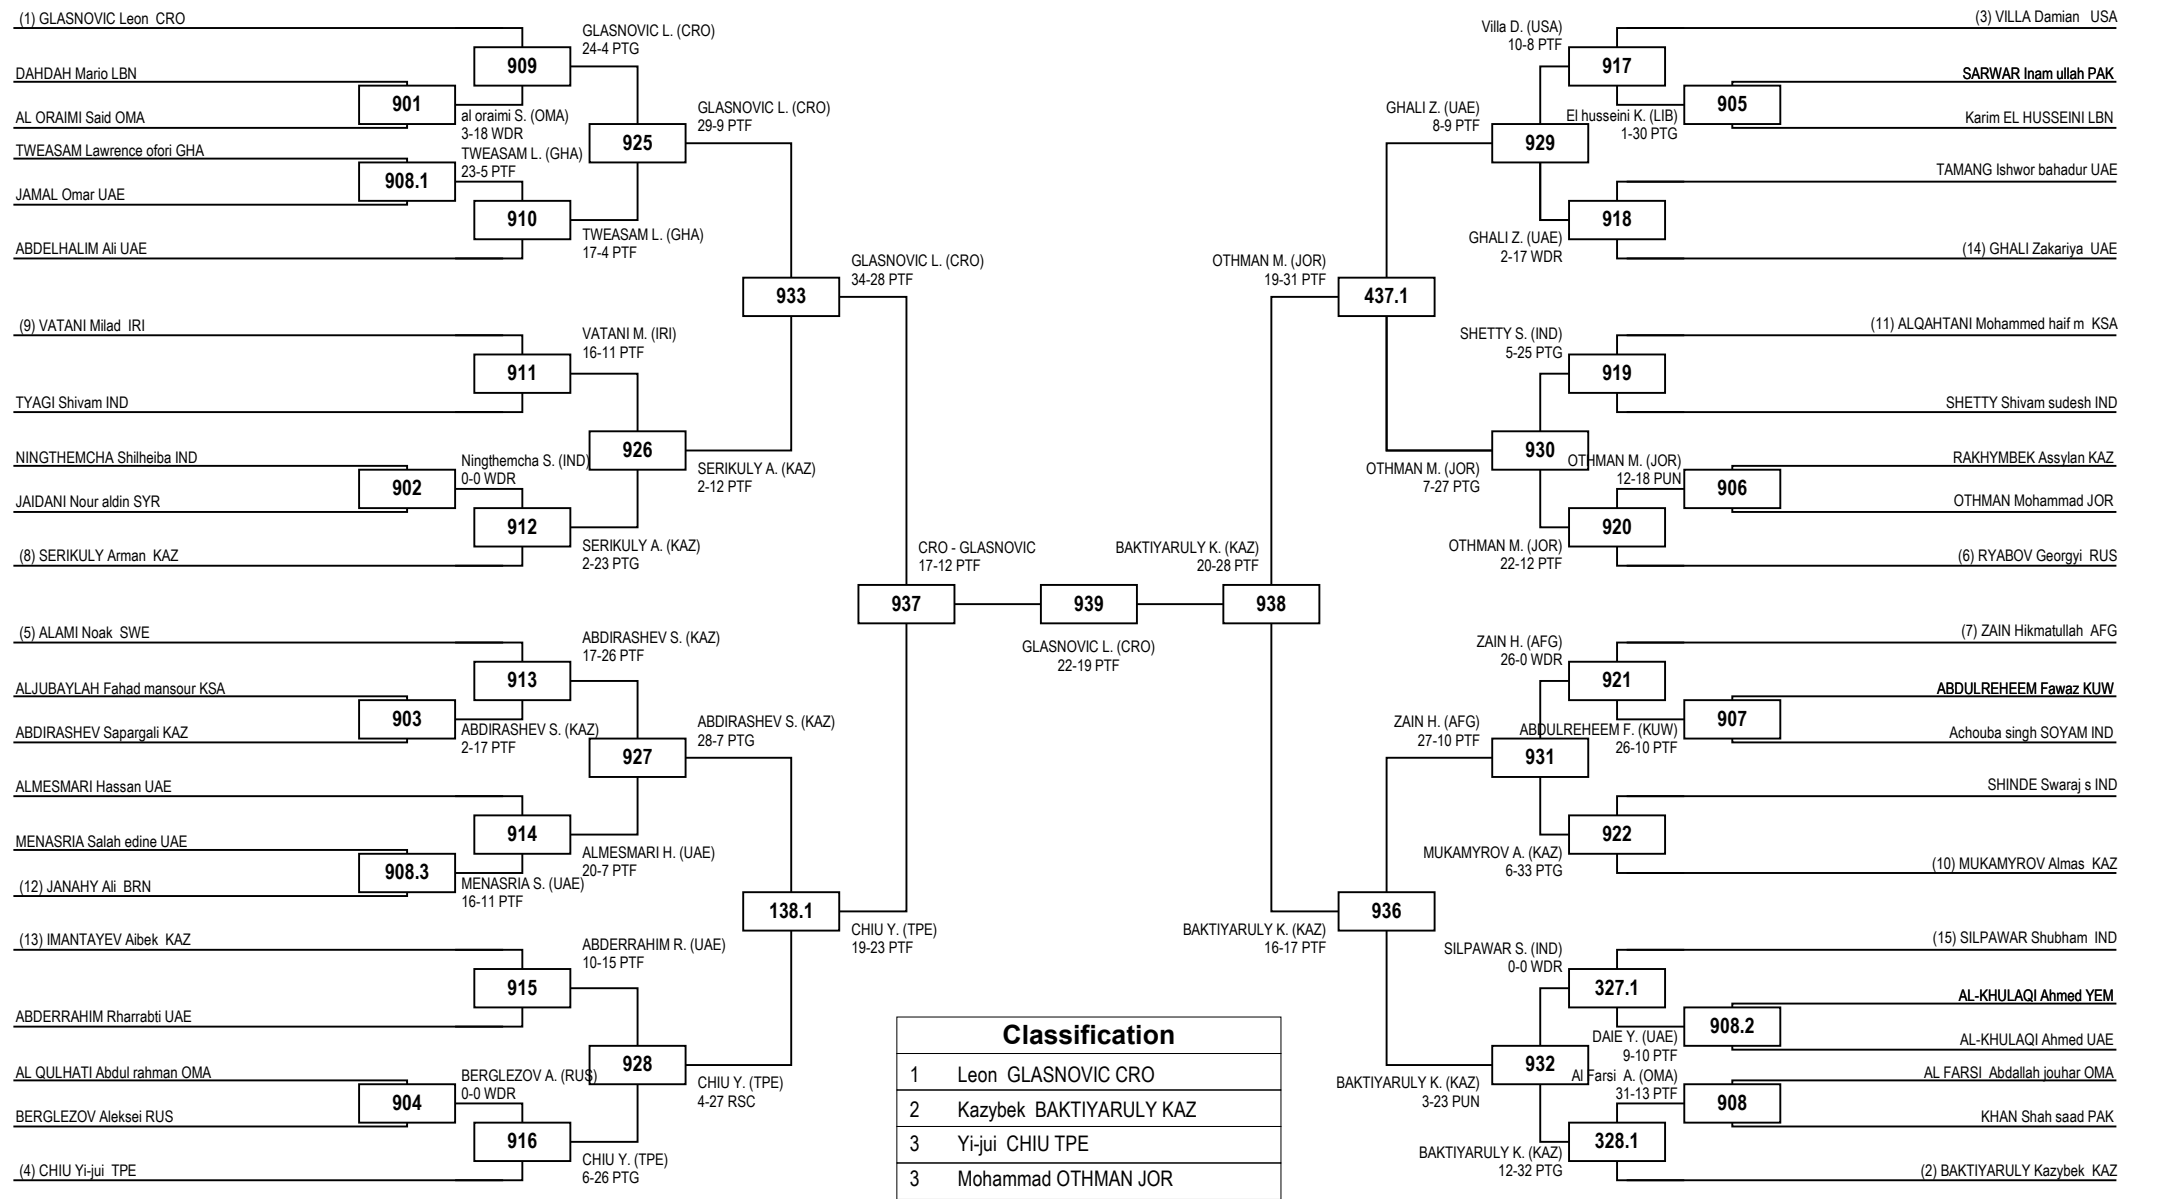 (1) GLASNOVIC Leon CRO
GLASNOVIC L. (CRO)
24-4 PTG
909
DAHDAH Mario LBN
901
AL ORAIMI Said OMA
al oraimi S. (OMA)
3-18 WDR
GLASNOVIC L. (CRO)
29-9 PTF
925
TWEASAM Lawrence ofori GHA
TWEASAM L. (GHA)
23-5 PTF
908.1
JAMAL Omar UAE
910
TWEASAM L. (GHA)
17-4 PTF
ABDELHALIM Ali UAE
GLASNOVIC L. (CRO)
34-28 PTF
933
(9) VATANI Milad IRI
VATANI M. (IRI)
16-11 PTF
911
TYAGI Shivam IND
926
NINGTHEMCHA Shilheiba IND
Ningthemcha S. (IND)
0-0 WDR
902
SERIKULY A. (KAZ)
2-12 PTF
JAIDANI Nour aldin SYR
912
SERIKULY A. (KAZ)
2-23 PTG
(8) SERIKULY Arman KAZ
CRO - GLASNOVIC
17-12 PTF
937
939
GLASNOVIC L. (CRO)
22-19 PTF
(5) ALAMI Noak SWE
ABDIRASHEV S. (KAZ)
17-26 PTF
913
ALJUBAYLAH Fahad mansour KSA
903
ABDIRASHEV Sapargali KAZ
ABDIRASHEV S. (KAZ)
2-17 PTF
ABDIRASHEV S. (KAZ)
28-7 PTG
927
ALMESMARI Hassan UAE
914
MENASRIA Salah edine UAE
ALMESMARI H. (UAE)
20-7 PTF
908.3
(12) JANAHY Ali BRN
MENASRIA S. (UAE)
16-11 PTF
138.1
CHIU Y. (TPE)
19-23 PTF
(13) IMANTAYEV Aibek KAZ
ABDERRAHIM R. (UAE)
10-15 PTF
915
ABDERRAHIM Rharrabti UAE
928
AL QULHATI Abdul rahman OMA
BERGLEZOV A. (RUS)
0-0 WDR
904
CHIU Y. (TPE)
4-27 RSC
BERGLEZOV Aleksei RUS
916
CHIU Y. (TPE)
6-26 PTG
(4) CHIU Yi-jui TPE
Classification
1 Leon GLASNOVIC CRO
2 Kazybek BAKTIYARULY KAZ
3 Yi-jui CHIU TPE
3 Mohammad OTHMAN JOR
(3) VILLA Damian USA
Villa D. (USA)
10-8 PTF
917
SARWAR Inam ullah PAK
905
Karim EL HUSSEINI LBN
El husseini K. (LIB)
1-30 PTG
GHALI Z. (UAE)
8-9 PTF
929
TAMANG Ishwor bahadur UAE
918
GHALI Z. (UAE)
2-17 WDR
(14) GHALI Zakariya UAE
OTHMAN M. (JOR)
19-31 PTF
437.1
(11) ALQAHTANI Mohammed haif m KSA
SHETTY S. (IND)
5-25 PTG
919
SHETTY Shivam sudesh IND
930
OTHMAN M. (JOR)
7-27 PTG
OTHMAN M. (JOR)
12-18 PUN
RAKHYMBEK Assylan KAZ
906
OTHMAN Mohammad JOR
920
OTHMAN M. (JOR)
22-12 PTF
(6) RYABOV Georgyi RUS
BAKTIYARULY K. (KAZ)
20-28 PTF
938
(7) ZAIN Hikmatullah AFG
ZAIN H. (AFG)
26-0 WDR
921
ABDULREHEEM Fawaz KUW
907
Achouba singh SOYAM IND
ABDULREHEEM F. (KUW)
26-10 PTF
ZAIN H. (AFG)
27-10 PTF
931
SHINDE Swaraj s IND
922
MUKAMYROV A. (KAZ)
6-33 PTG
(10) MUKAMYROV Almas KAZ
936
BAKTIYARULY K. (KAZ)
16-17 PTF
(15) SILPAWAR Shubham IND
SILPAWAR S. (IND)
0-0 WDR
327.1
AL-KHULAQI Ahmed YEM
908.2
AL-KHULAQI Ahmed UAE
DAIE Y. (UAE)
9-10 PTF
932
BAKTIYARULY K. (KAZ)
3-23 PUN
Al Farsi A. (OMA)
31-13 PTF
AL FARSI Abdallah jouhar OMA
908
KHAN Shah saad PAK
328.1
BAKTIYARULY K. (KAZ)
12-32 PTG
(2) BAKTIYARULY Kazybek KAZ